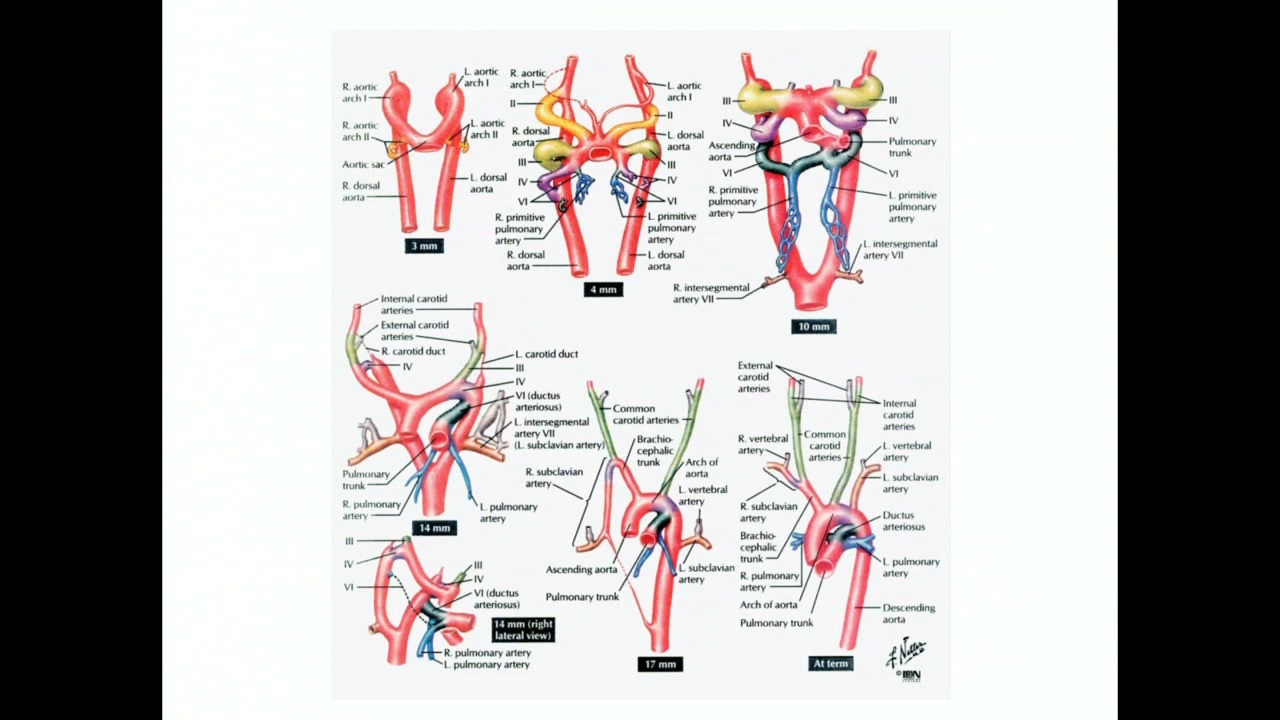 R. aortic
arch I
L. aortic
arch I
R. aortic
arch II
L. aortic
arch II
Aortic sac
R. dorsal
aorta
L. dorsal
aorta
3 mm
R. aortic
arch I
II
R. dorsal
aorta
III
IV
VI
R. primitive
pulmonary
artery
R. dorsal
aorta
L. aortic
arch I
II
L. dorsal
aorta
III
IV
VI
L. primitive
pulmonary
artery
L. dorsal
aorta
4 mm
III
IV
Ascending
aorta
VI
R. primitive
pulmonary
artery
R. intersegmental
artery VII
III
IV
Pulmonary
trunk
VI
L. primitive
pulmonary
artery
L. intersegmental
artery VII
10 mm
Internal carotid
arteries
External carotid
arteries
R. carotid duct
IV
L. carotid duct
III
IV
VI (ductus
arteriosus)
L. intersegmental
artery VII
(L. subclavian artery)
Pulmonary
trunk
R. pulmonary
artery
L. pulmonary
artery
14 mm
III
IV
VI
III
IV
VI (ductus
arteriosus)
14 mm (right
lateral view)
R. pulmonary artery
L. pulmonary artery
Common
carotid arteries
Brachio-
cephalic
trunk
R. subclavian
artery
Arch of
aorta
L. vertebral
artery
Ascending aorta
Pulmonary trunk
L. subclavian
artery
17 mm
External
carotid
arteries
Internal
carotid
arteries
R. vertebral
artery
Common
carotid
arteries
L. vertebral
artery
L. subclavian
artery
R. subclavian
artery
Ductus
arteriosus
Brachio-
cephalic
trunk
L. pulmonary
artery
R. pulmonary
artery
Arch of aorta
Pulmonary trunk
Descending
aorta
At term
F. Netter
©